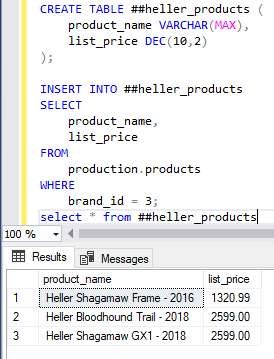 CREATE TABLE ##heller_products (
product_name VARCHAR(MAX),
list_price DEC(10,2)
);
INSERT INTO ##heller_products
SELECT
product_name,
list_price
FROM
production.products
WHERE
brand_id = 3;
select * from ##heller_products
100 %
Results Messages
product_name list_price
1 Heller Shagamaw Frame - 2016 1320.99
2 Heller Bloodhound Trail - 2018 2599.00
3 Heller Shagamaw GX1 - 2018 2599.00